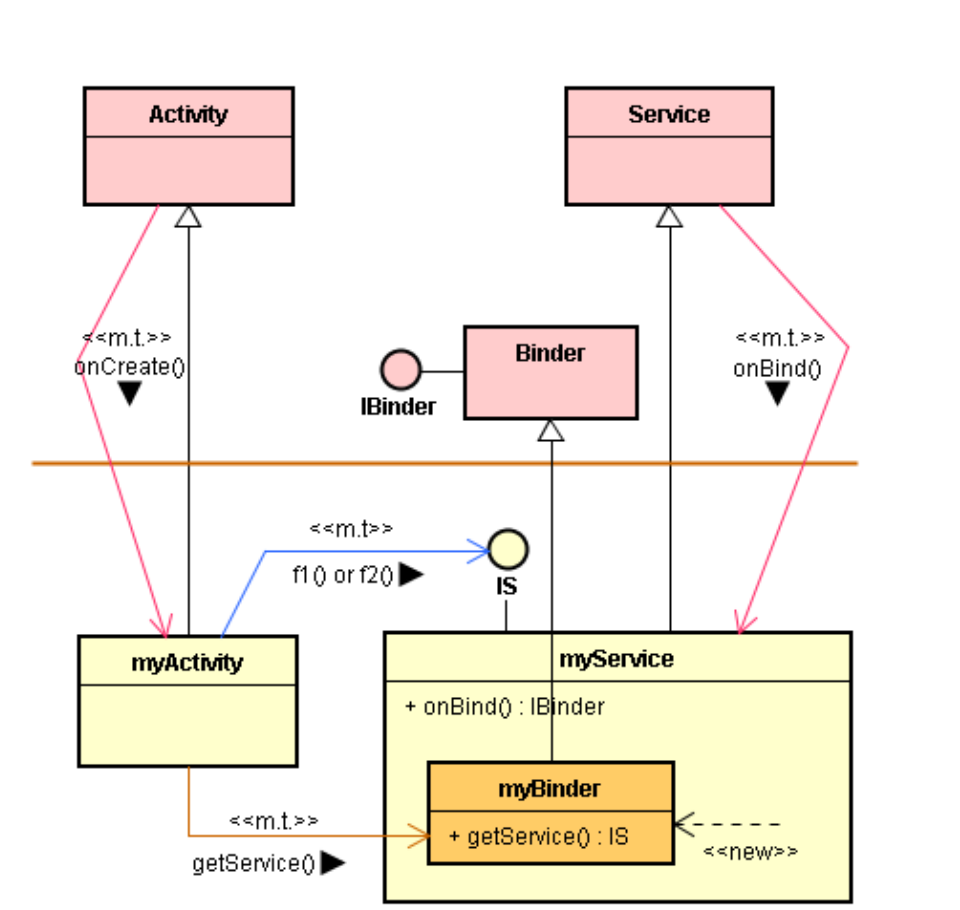 Activity
Service
<<m.t.>>
onCreate()
<<m.t.>>
onBind()
Binder
IBinder
<<m.t>>
f1() or f2()
IS
myActivity
myService
+ onBind() : IBinder
myBinder
+ getService() : IS
<<m.t.>>
getService()
<<new>>